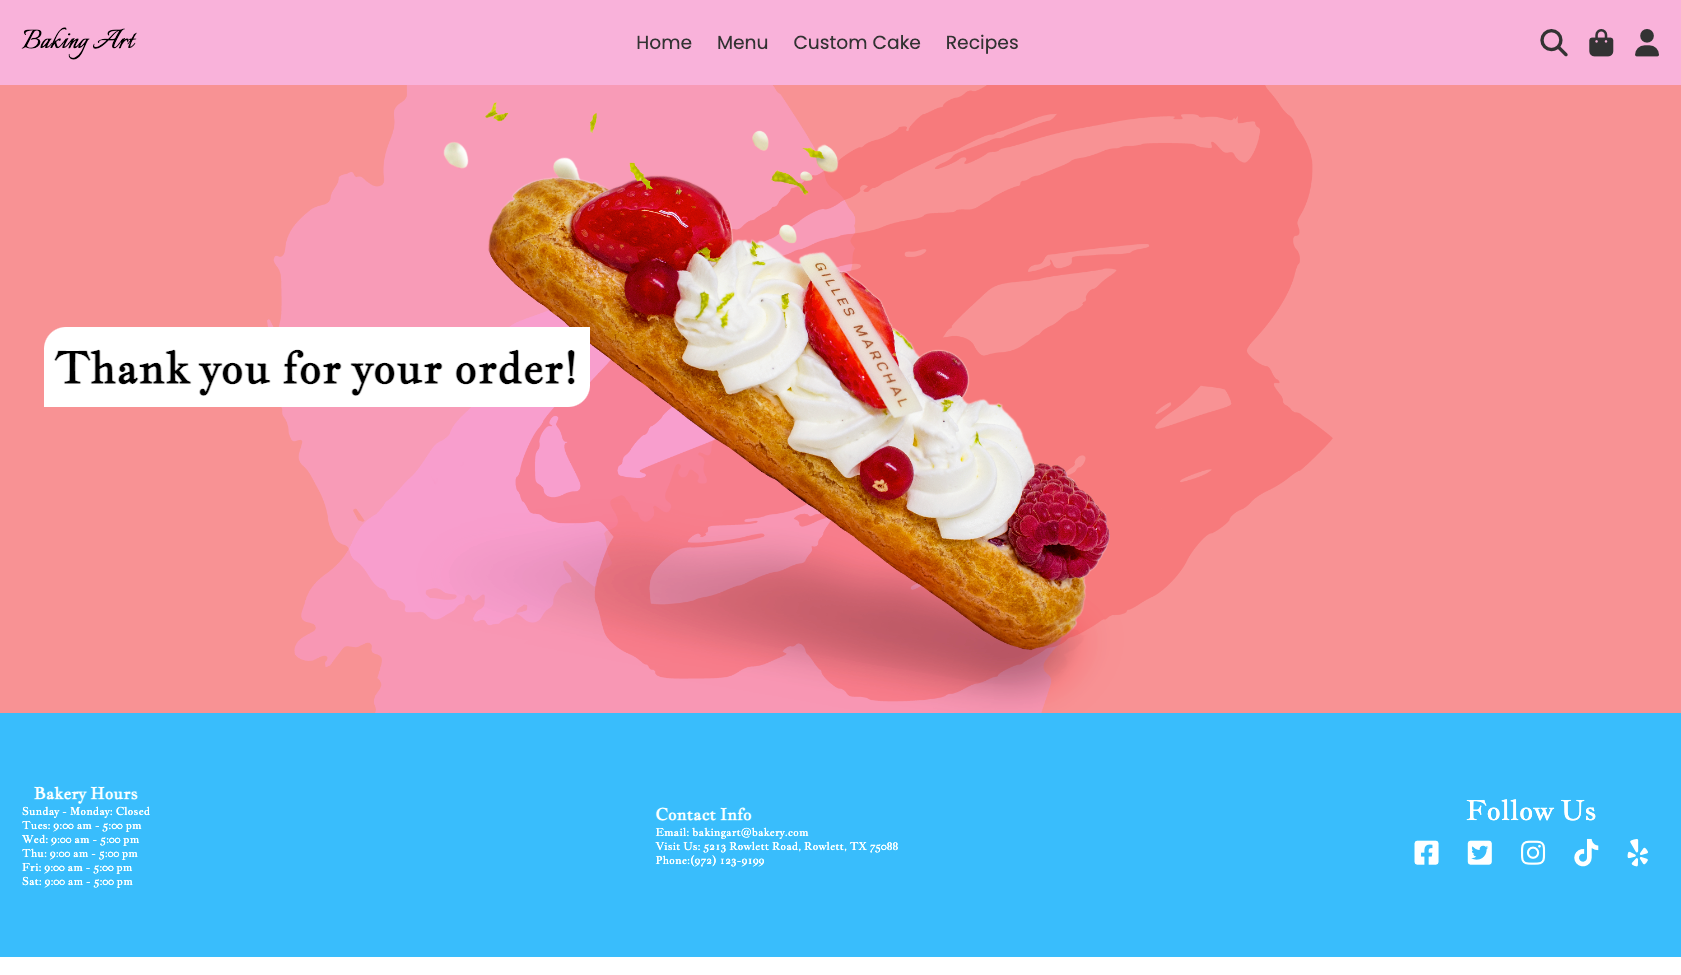 Baking Art
Home Menu Custom Cake Recipes
GILLES MARCHAL
Thank you for your order!
Bakery Hours
Sunday - Monday: Closed
Tues: 9:00 am - 5:00 pm
Wed: 9:00 am - 5:00 pm
Thu: 9:00 am - 5:00 pm
Fri: 9:00 am - 5:00 pm
Sat: 9:00 am - 5:00 pm
Contact Info
Email: bakingart@bakery.com
Visit Us: 5213 Rowlett Road, Rowlett, TX 75088
Phone:(972) 123-9199
Follow Us